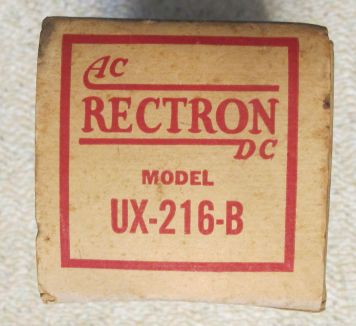 AC
RECTRON
DC
MODEL
UX-216-B